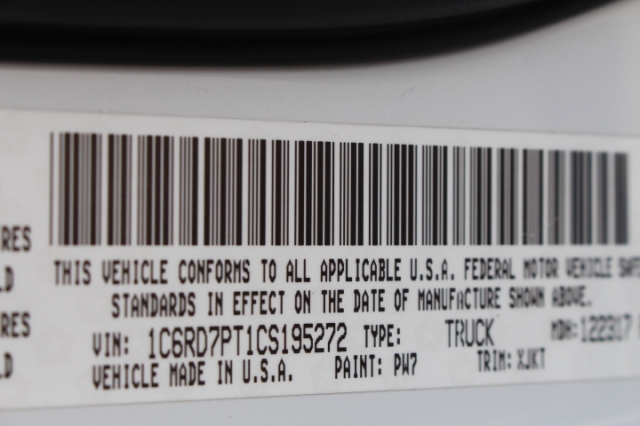 RES
LD
RES
LD
THIS VEHICLE CONFORMS TO ALL APPLICABLE U.S.A. FEDERAL MOTOR VEHICLE SAFE
STANDARDS IN EFFECT ON THE DATE OF MANUFACTURE SHOWN ABOVE.
VIN: 1C6RD7PT1CS195272 TYPE: TRUCK MDH: 122317
VEHICLE MADE IN U.S.A. PAINT: PW7 TRIM: XJKT